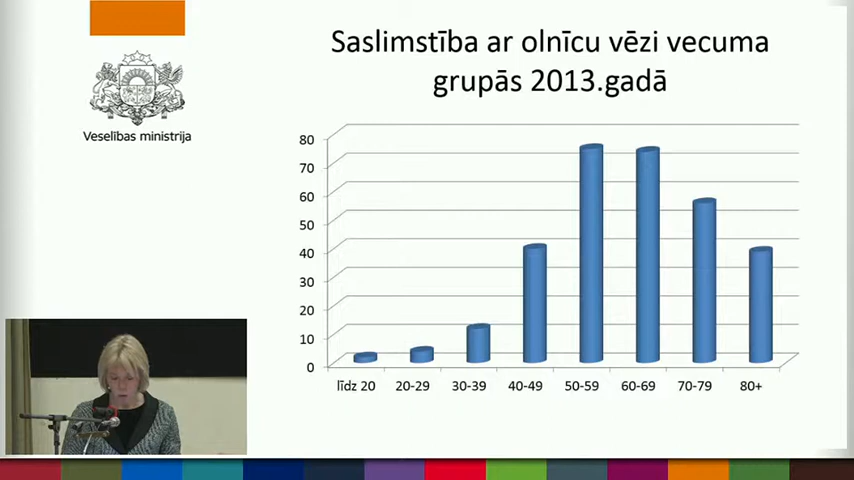 Saslimstība ar olnīcu vēzi vecuma
grupās 2013.gadā
Veselības ministrija
80
70
60
50
40
30
20
10
0
līdz 20 20-29 30-39 40-49 50-59 60-69 70-79 80+